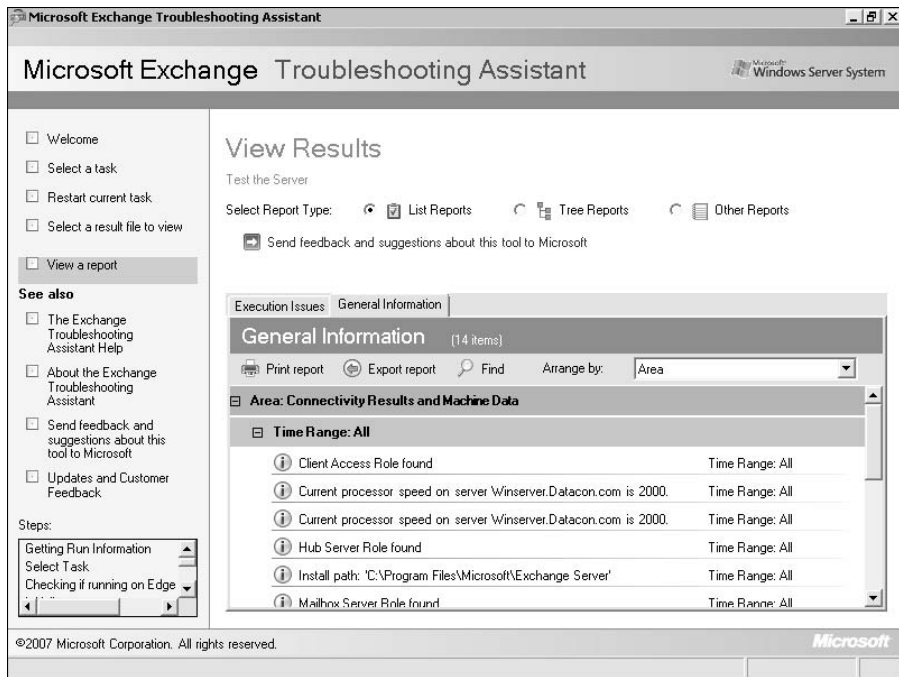 Microsoft Exchange Troubleshooting Assistant
Microsoft Exchange Troubleshooting Assistant
Microsoft
Windows Server System
Welcome
Select a task
Restart current task
Select a result file to view
View a report
See also
The Exchange
Troubleshooting
Assistant Help
About the Exchange
Troubleshooting
Assistant
Send feedback and
suggestions about this
tool to Microsoft
Updates and Customer
Feedback
Steps:
Getting Run Information
Select Task
Checking if running on Edge
View Results
Test the Server
Select Report Type: List Reports Tree Reports Other Reports
Send feedback and suggestions about this tool to Microsoft
Execution Issues General Information
General Information (14 items)
Print report Export report Find Arrange by: Area
Area: Connectivity Results and Machine Data
Time Range: All
Client Access Role found Time Range: All
Current processor speed on server Winserver.Datacon.com is 2000. Time Range: All
Current processor speed on server Winserver.Datacon.com is 2000. Time Range: All
Hub Server Role found Time Range: All
Install path: 'C:\Program Files\Microsoft\Exchange Server' Time Range: All
Mailbox Server Role found Time Range: All
©2007 Microsoft Corporation. All rights reserved.
Microsoft